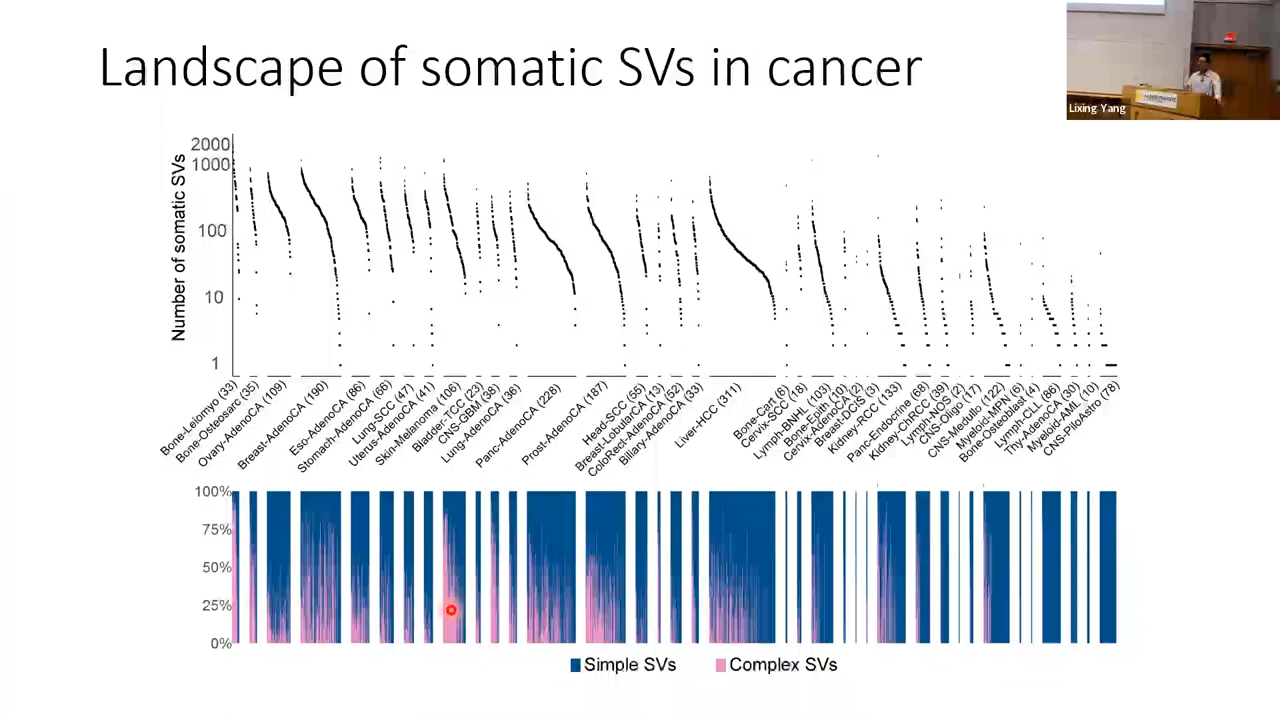 Landscape of somatic SVs in cancer
Lixing Yang
Number of somatic SVs
2000
1000
100
10
1
Bone-Leiomyo (33)
Bone-Osteosarc (35)
Ovary-AdenoCA (109)
Breast-AdenoCA (190)
Eso-AdenoCA (86)
Stomach-AdenoCA (66)
Lung-SCC (47)
Uterus-AdenoCA (41)
Skin-Melanoma (106)
Bladder-TCC (23)
CNS-GBM (38)
Lung-AdenoCA (36)
Panc-AdenoCA (228)
Prost-AdenoCA (187)
Head-SCC (55)
Breast-LobularCA (13)
ColoRect-AdenoCA (52)
Biliary-AdenoCA (33)
Liver-HCC (311)
Bone-Cart (8)
Cervix-SCC (18)
Lymph-BNHL (103)
Bone-Epith (10)
Cervix-AdenoCA (2)
Breast-DCIS (3)
Kidney-RCC (133)
Panc-Endocrine (68)
Kidney-ChRCC (39)
Lymph-NOS (2)
CNS-Oligo (17)
CNS-Medullo (122)
Myeloid-MPN (6)
Bone-Osteoblast (4)
Lymph-CLL (86)
Thy-AdenoCA (30)
Myeloid-AML (10)
CNS-PiloAstro (78)
100%
75%
50%
25%
0%
Simple SVs
Complex SVs